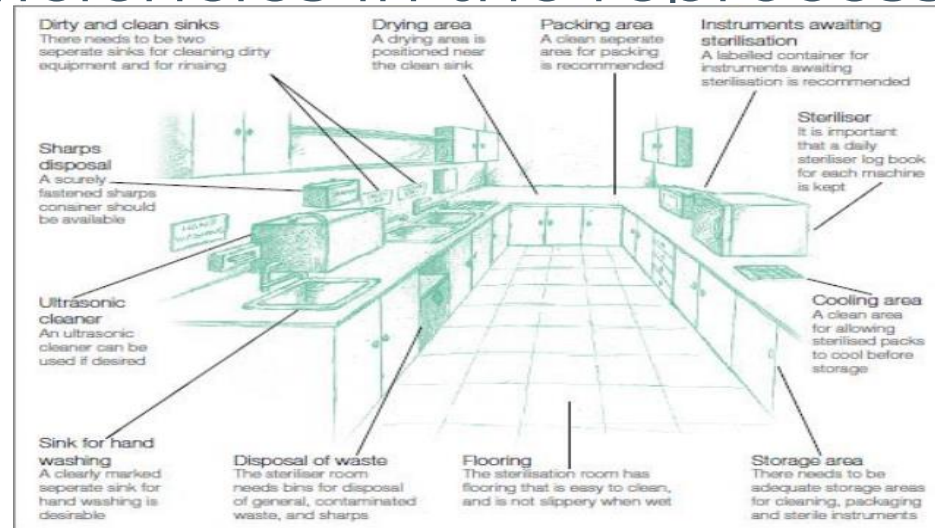 Dirty and clean sinks
There needs to be two
seperate sinks for cleaning dirty
equipment and for rinsing
Drying area
A drying area is
positioned near
the clean sink
Packing area
A clean seperate
area for packing
is recommended
Instruments awaiting
sterilisation
A labelled container for
instruments awaiting
sterilisation is recommended
Sharps
disposal
A scurely
fastened sharps
conainer should
be available
Steriliser
It is important
that a daily
steriliser log book
for each machine
is kept
HAND
WASHING
Ultrasonic
cleaner
An ultrasonic
cleaner can be
used if desired
Cooling area
A clean area
for allowing
sterilised packs
to cool before
storage
Sink for hand
washing
A clearly marked
seperate sink for
hand washing is
desirable
Disposal of waste
The steriliser room
needs bins for disposal
of general, contaminated
waste, and sharps
Flooring
The sterilisation room has
flooring that is easy to clean,
and is not slippery when wet
Storage area
There needs to be
adequate storage areas
for cleaning, packaging
and sterile instruments